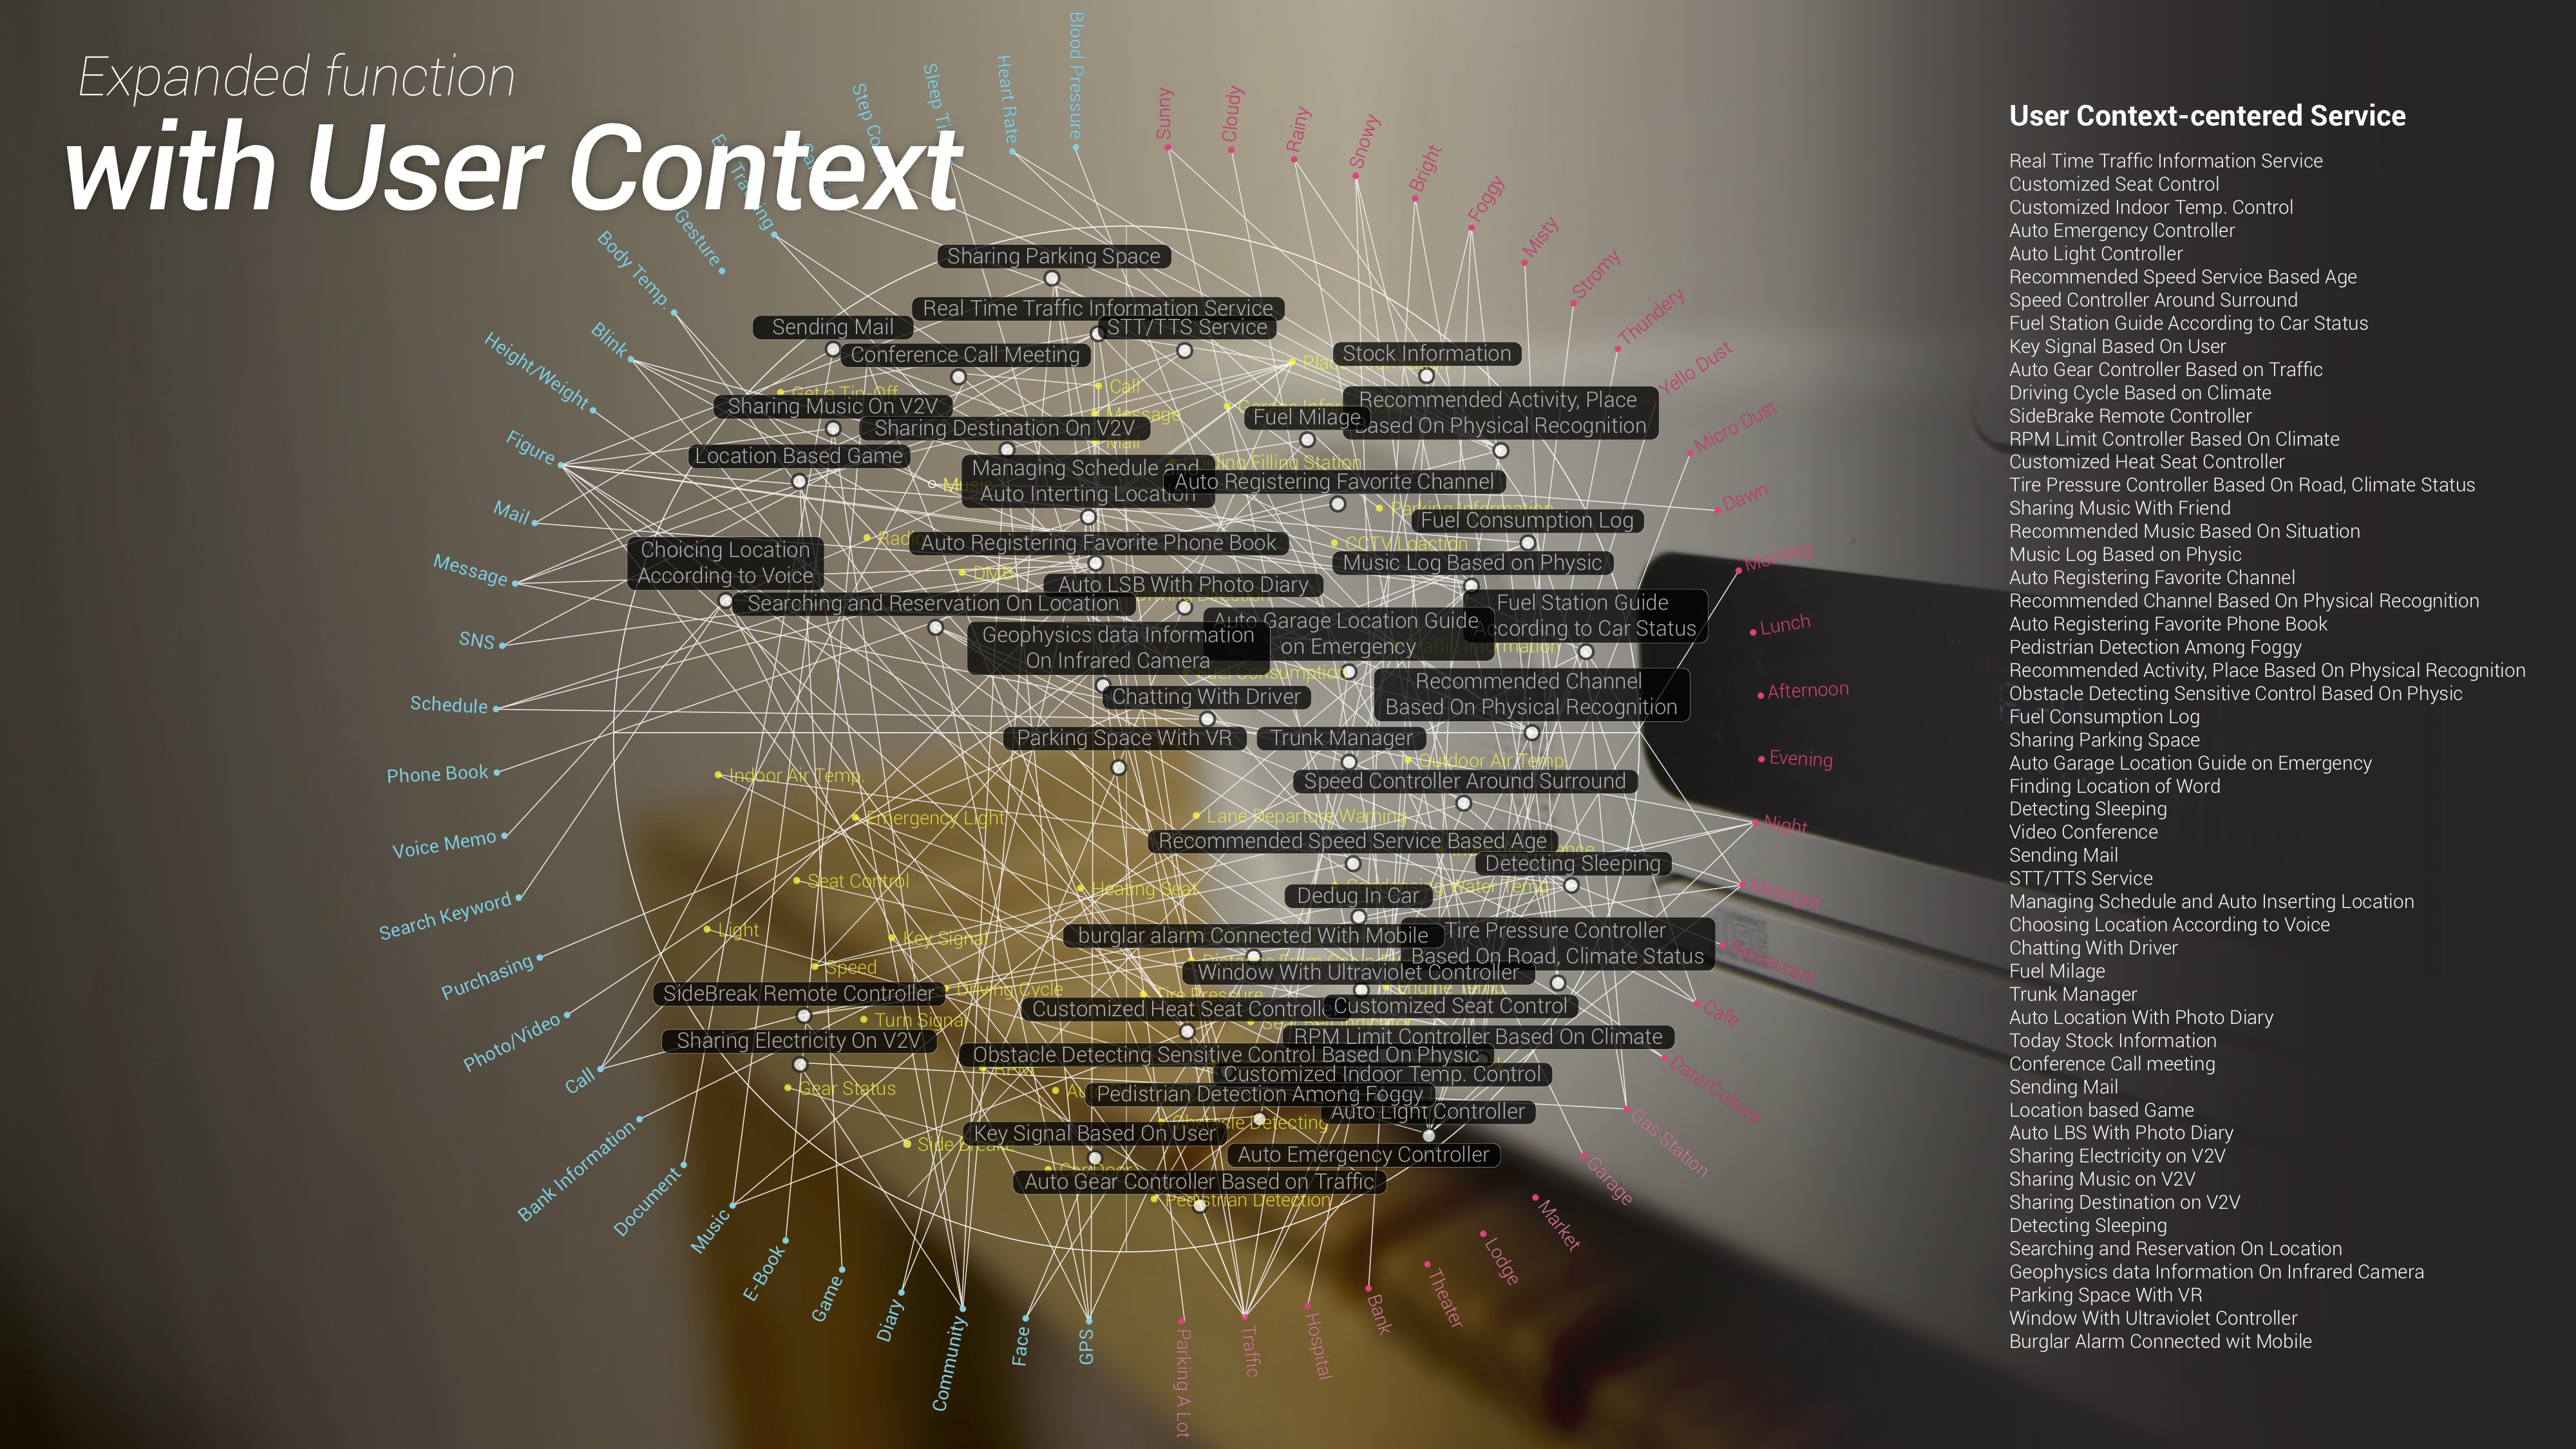 Expanded function
with User Context
Blood Pressure
Heart Rate
Gesture
Body Temp.
Blink
Height/Weight
Figure
Mail
Message
SNS
Schedule
Phone Book
Voice Memo
Search Keyword
Purchasing
Photo/Video
Call
Bank Information
Document
Music
E-Book
Game
Diary
Community
Face
GPS
Sunny
Cloudy
Rainy
Snowy
Bright
Foggy
Misty
Stromy
Thundery
Yello Dust
Micro Dust
Dawn
Morning
Lunch
Afternoon
Evening
Night
Midnight
Restaurant
Cafe
Date/Culture
Gas Station
Garage
Market
Lodge
Theater
Bank
Hospital
Traffic
Parking A Lot
Sharing Parking Space
Real Time Traffic Information Service
Sending Mail
STT/TTS Service
Conference Call Meeting
Stock Information
Call
Message
Mail
Sharing Music On V2V
Recommended Activity, Place
Based On Physical Recognition
Fuel Milage
Sharing Destination On V2V
Location Based Game
Managing Schedule and
Auto Interting Location
Auto Registering Favorite Channel
Fuel Consumption Log
Auto Registering Favorite Phone Book
DMB
Choicing Location
According to Voice
Music Log Based on Physic
Auto LSB With Photo Diary
Searching and Reservation On Location
Fuel Station Guide
According to Car Status
Auto Garage Location Guide
on Emergency
Geophysics data Information
On Infrared Camera
Recommended Channel
Based On Physical Recognition
Chatting With Driver
Parking Space With VR
Trunk Manager
Outdoor Air Temp.
Indoor Air Temp.
Speed Controller Around Surround
Emergency Light
Lane Departure Warning
Recommended Speed Service Based Age
Detecting Sleeping
Seat Control
Heating Seat
Dedug In Car
Light
Key Signal
burglar alarm Connected With Mobile
Tire Pressure Controller
Based On Road, Climate Status
Speed
Window With Ultraviolet Controller
SideBreak Remote Controller
Driving Cycle
Tire Pressure
Customized Heat Seat Controller
Customized Seat Control
Turn Signal
Sharing Electricity On V2V
RPM Limit Controller Based On Climate
Obstacle Detecting Sensitive Control Based On Physic
Customized Indoor Temp. Control
Gear Status
Pedistrian Detection Among Foggy
Auto Light Controller
Obstacle Detecting
Key Signal Based On User
Side Breake
Auto Emergency Controller
Auto Gear Controller Based on Traffic
Pedistrian Detection
User Context-centered Service
Real Time Traffic Information Service
Customized Seat Control
Customized Indoor Temp. Control
Auto Emergency Controller
Auto Light Controller
Recommended Speed Service Based Age
Speed Controller Around Surround
Fuel Station Guide According to Car Status
Key Signal Based On User
Auto Gear Controller Based on Traffic
Driving Cycle Based on Climate
SideBrake Remote Controller
RPM Limit Controller Based On Climate
Customized Heat Seat Controller
Tire Pressure Controller Based On Road, Climate Status
Sharing Music With Friend
Recommended Music Based On Situation
Music Log Based on Physic
Auto Registering Favorite Channel
Recommended Channel Based On Physical Recognition
Auto Registering Favorite Phone Book
Pedistrian Detection Among Foggy
Recommended Activity, Place Based On Physical Recognition
Obstacle Detecting Sensitive Control Based On Physic
Fuel Consumption Log
Sharing Parking Space
Auto Garage Location Guide on Emergency
Finding Location of Word
Detecting Sleeping
Video Conference
Sending Mail
STT/TTS Service
Managing Schedule and Auto Inserting Location
Choosing Location According to Voice
Chatting With Driver
Fuel Milage
Trunk Manager
Auto Location With Photo Diary
Today Stock Information
Conference Call meeting
Sending Mail
Location based Game
Auto LBS With Photo Diary
Sharing Electricity on V2V
Sharing Music on V2V
Sharing Destination on V2V
Detecting Sleeping
Searching and Reservation On Location
Geophysics data Information On Infrared Camera
Parking Space With VR
Window With Ultraviolet Controller
Burglar Alarm Connected wit Mobile